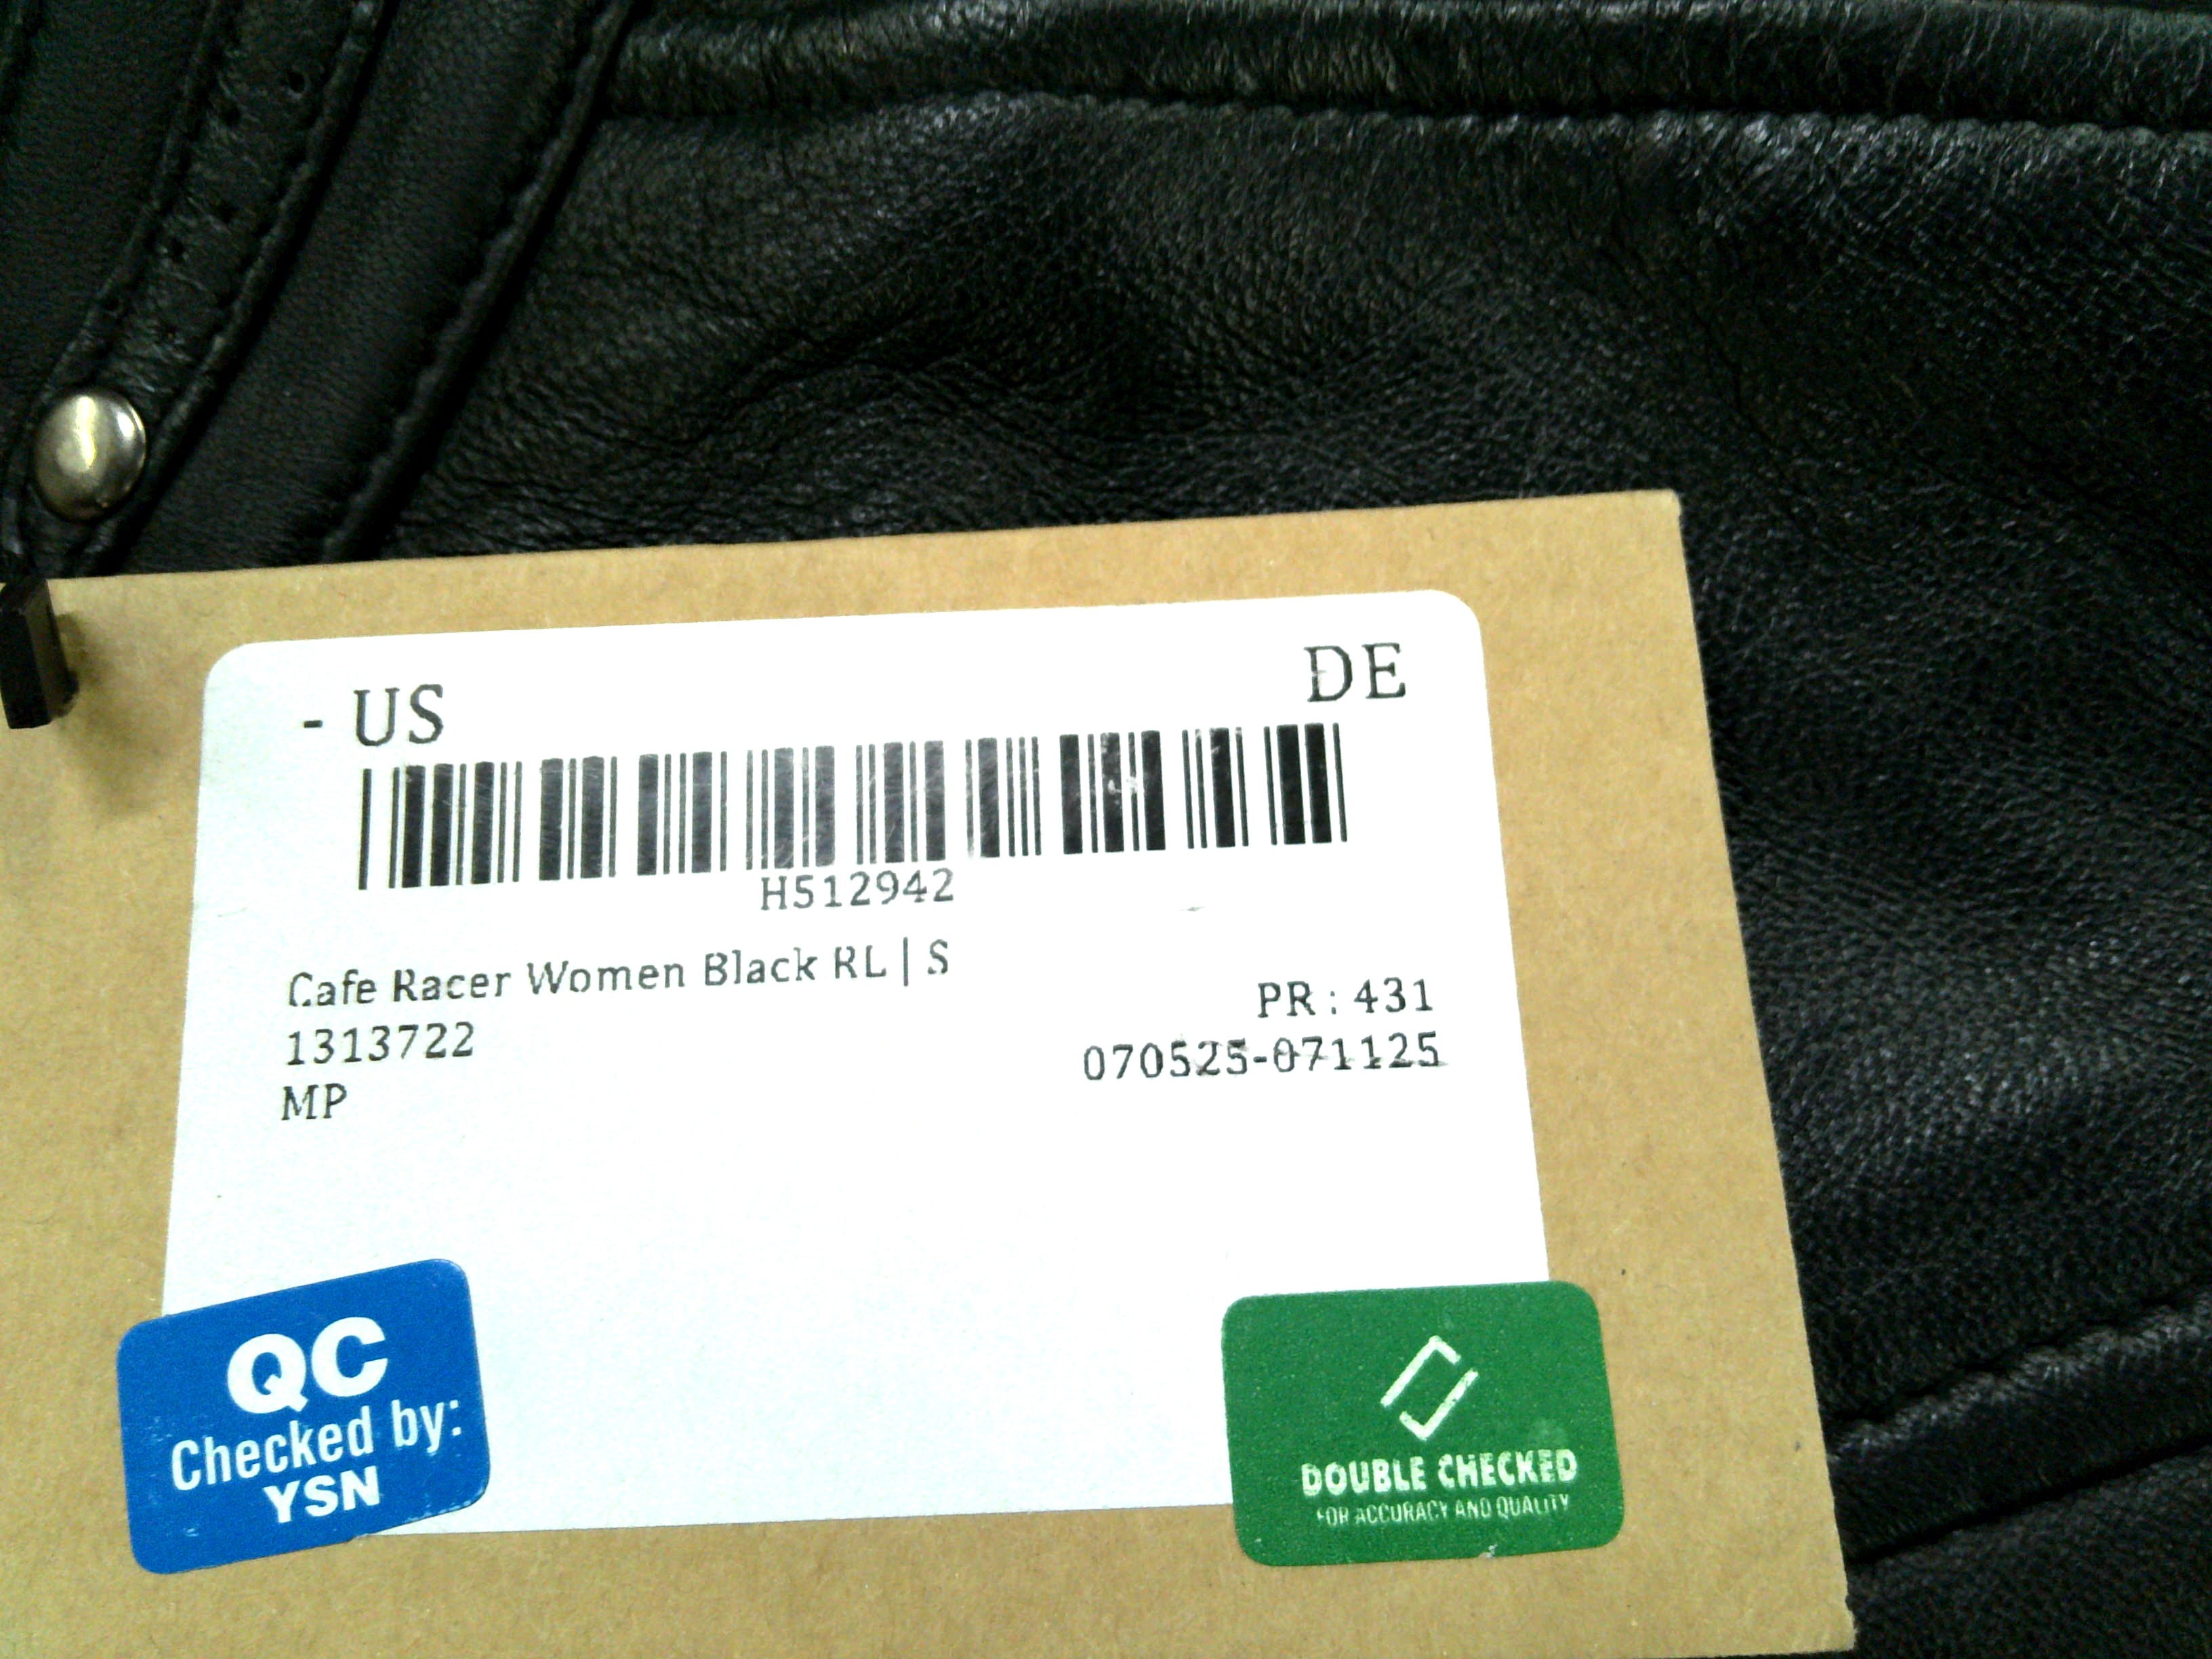 - US DE
H512942
Cafe Racer Women Black RL | S
1313722
PR : 431
MP
070525-071125
QC
Checked by:
YSN
DOUBLE CHECKED
FOR ACCURACY AND QUALITY